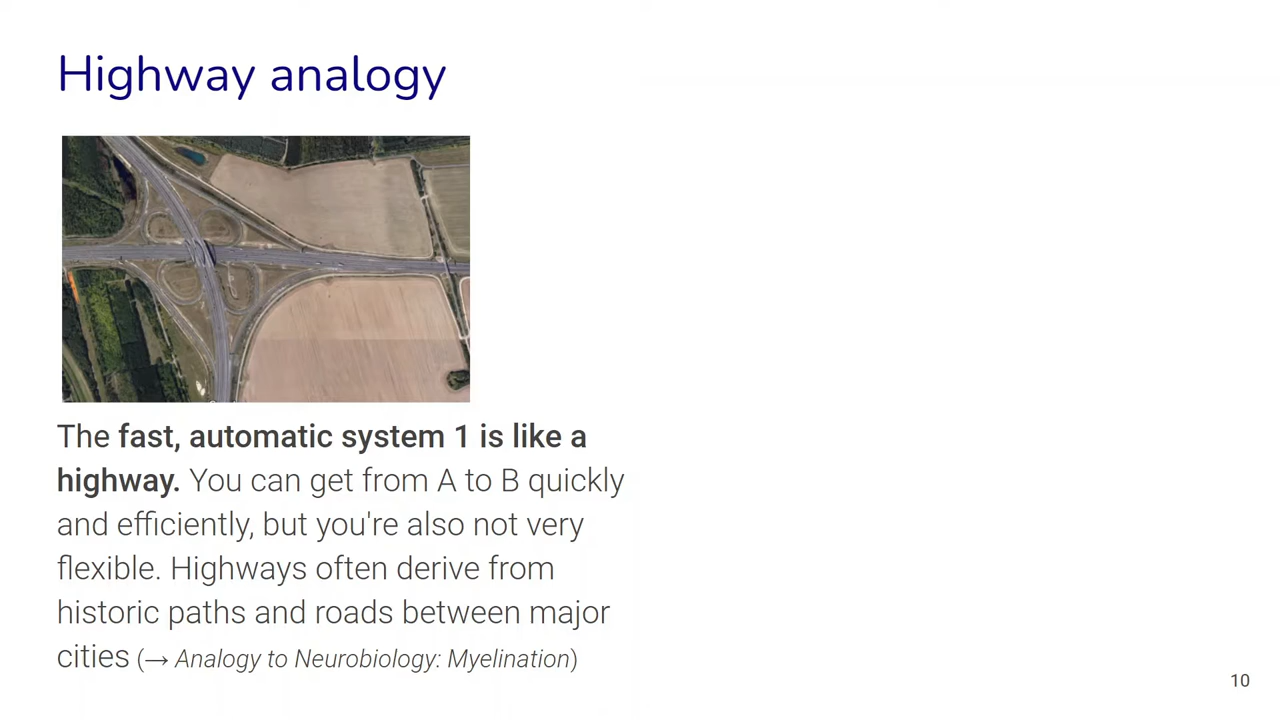 Highway analogy
The fast, automatic system 1 is like a
highway. You can get from A to B quickly
and efficiently, but you're also not very
flexible. Highways often derive from
historic paths and roads between major
cities (→ Analogy to Neurobiology: Myelination)
10